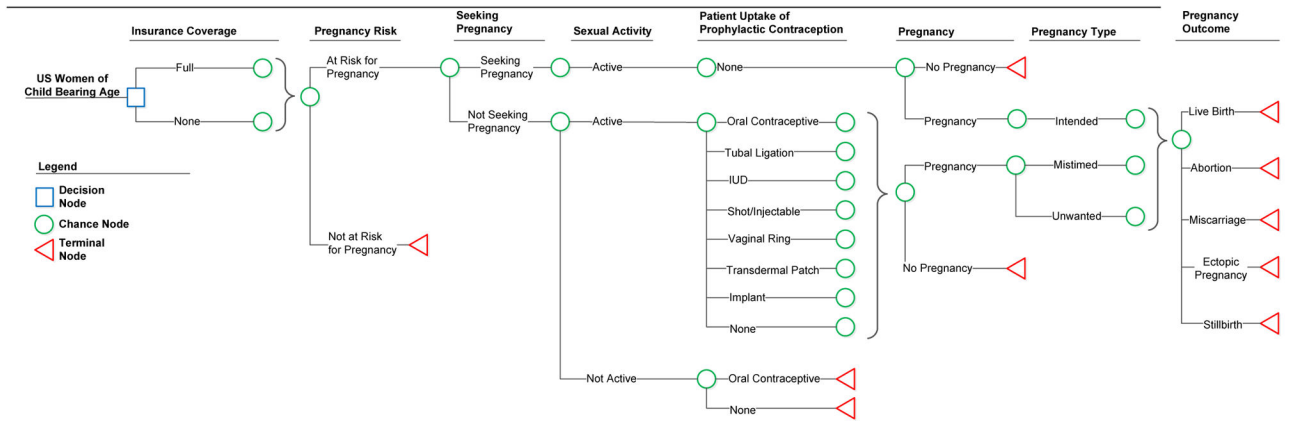 Insurance Coverage
Pregnancy Risk
Seeking
Pregnancy
Sexual Activity
Patient Uptake of
Prophylactic Contraception
Pregnancy
Pregnancy Type
Pregnancy
Outcome
US Women of
Child Bearing Age
Full
None
At Risk for
Pregnancy
Not at Risk
for Pregnancy
Seeking
Pregnancy
Not Seeking
Pregnancy
Active
Active
Not Active
None
Oral Contraceptive
Tubal Ligation
IUD
Shot/Injectable
Vaginal Ring
Transdermal Patch
Implant
None
Oral Contraceptive
None
No Pregnancy
Pregnancy
Pregnancy
No Pregnancy
Intended
Mistimed
Unwanted
Live Birth
Abortion
Miscarriage
Ectopic
Pregnancy
Stillbirth
Legend
Decision
Node
Chance Node
Terminal
Node